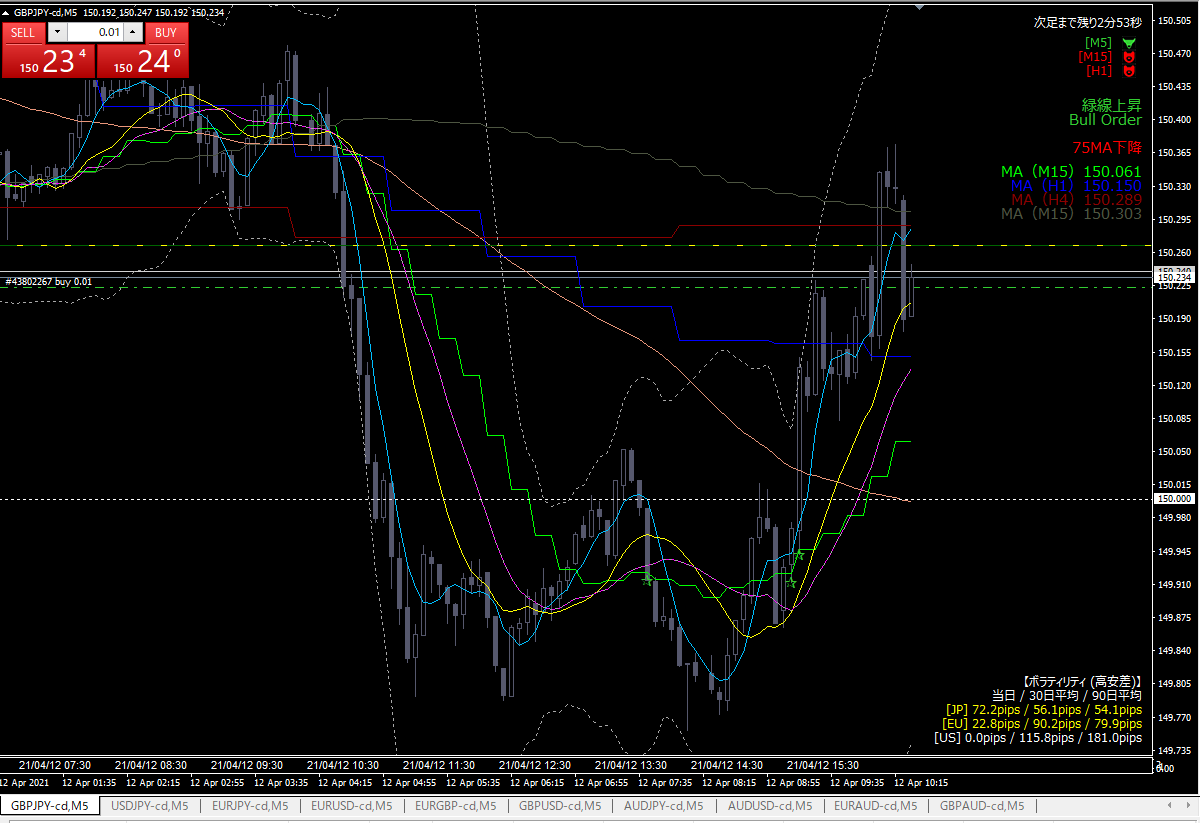 GBPJPY-cd,M5 150.192 150.247 150.192 150.234
SELL 0.01 BUY
150 23 4 150 24 0
次足まで残り2分53秒
[M5]
[M15]
[H1]
緑線上昇
Bull Order
75MA下降
MA (M15) 150.061
MA (H1) 150.150
MA (H4) 150.289
MA (M15) 150.303
#43802267 buy 0.01
150.505
150.470
150.435
150.400
150.365
150.330
150.295
150.260
150.240
150.234
150.225
150.190
150.155
150.120
150.085
150.050
150.015
150.000
149.980
149.945
149.910
149.875
149.840
149.805
149.770
149.735
【ボラティリティ (高安差)】
当日 / 30日平均 / 90日平均
[JP] 72.2pips / 56.1pips / 54.1pips
[EU] 22.8pips / 90.2pips / 79.9pips
[US] 0.0pips / 115.8pips / 181.0pips
21/04/12 07:30 21/04/12 08:30 21/04/12 09:30 21/04/12 10:30 21/04/12 11:30 21/04/12 12:30 21/04/12 13:30 21/04/12 14:30 21/04/12 15:30
12 Apr 2021 12 Apr 01:35 12 Apr 02:15 12 Apr 02:55 12 Apr 03:35 12 Apr 04:15 12 Apr 04:55 12 Apr 05:35 12 Apr 06:15 12 Apr 06:55 12 Apr 07:35 12 Apr 08:15 12 Apr 08:55 12 Apr 09:35 12 Apr 10:15
GBPJPY-cd,M5 USDJPY-cd,M5 EURJPY-cd,M5 EURUSD-cd,M5 EURGBP-cd,M5 GBPUSD-cd,M5 AUDJPY-cd,M5 AUDUSD-cd,M5 EURAUD-cd,M5 GBPAUD-cd,M5